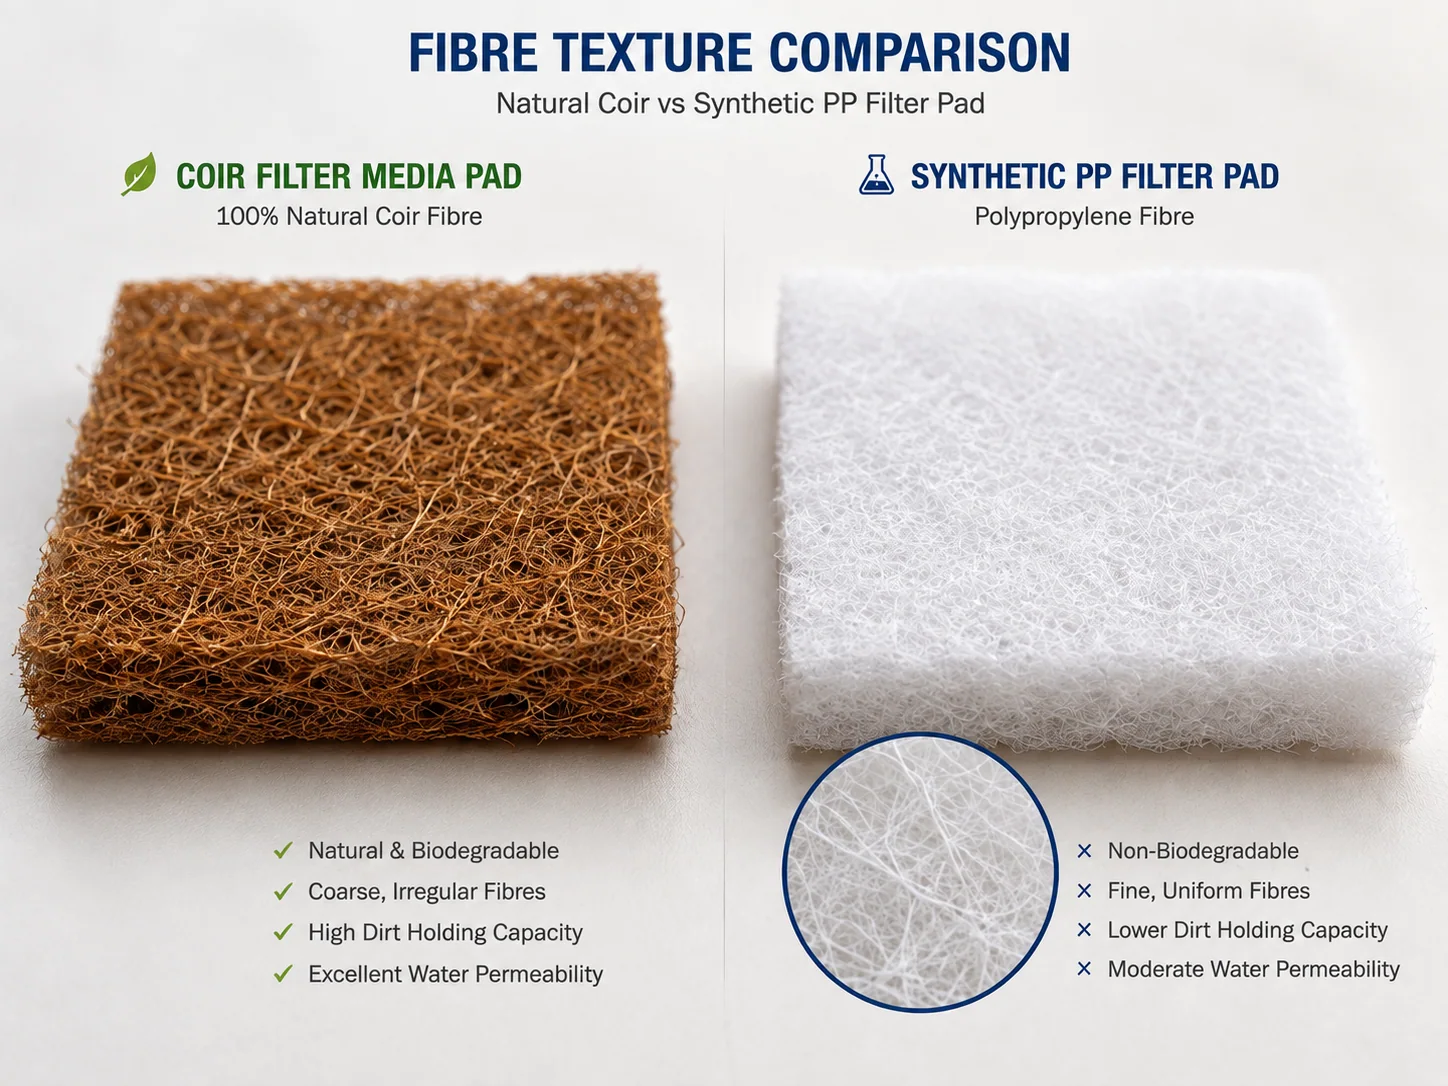 FIBRE TEXTURE COMPARISON
Natural Coir vs Synthetic PP Filter Pad
COIR FILTER MEDIA PAD
100% Natural Coir Fibre
SYNTHETIC PP FILTER PAD
Polypropylene Fibre
Natural & Biodegradable
Coarse, Irregular Fibres
High Dirt Holding Capacity
Excellent Water Permeability
Non-Biodegradable
Fine, Uniform Fibres
Lower Dirt Holding Capacity
Moderate Water Permeability